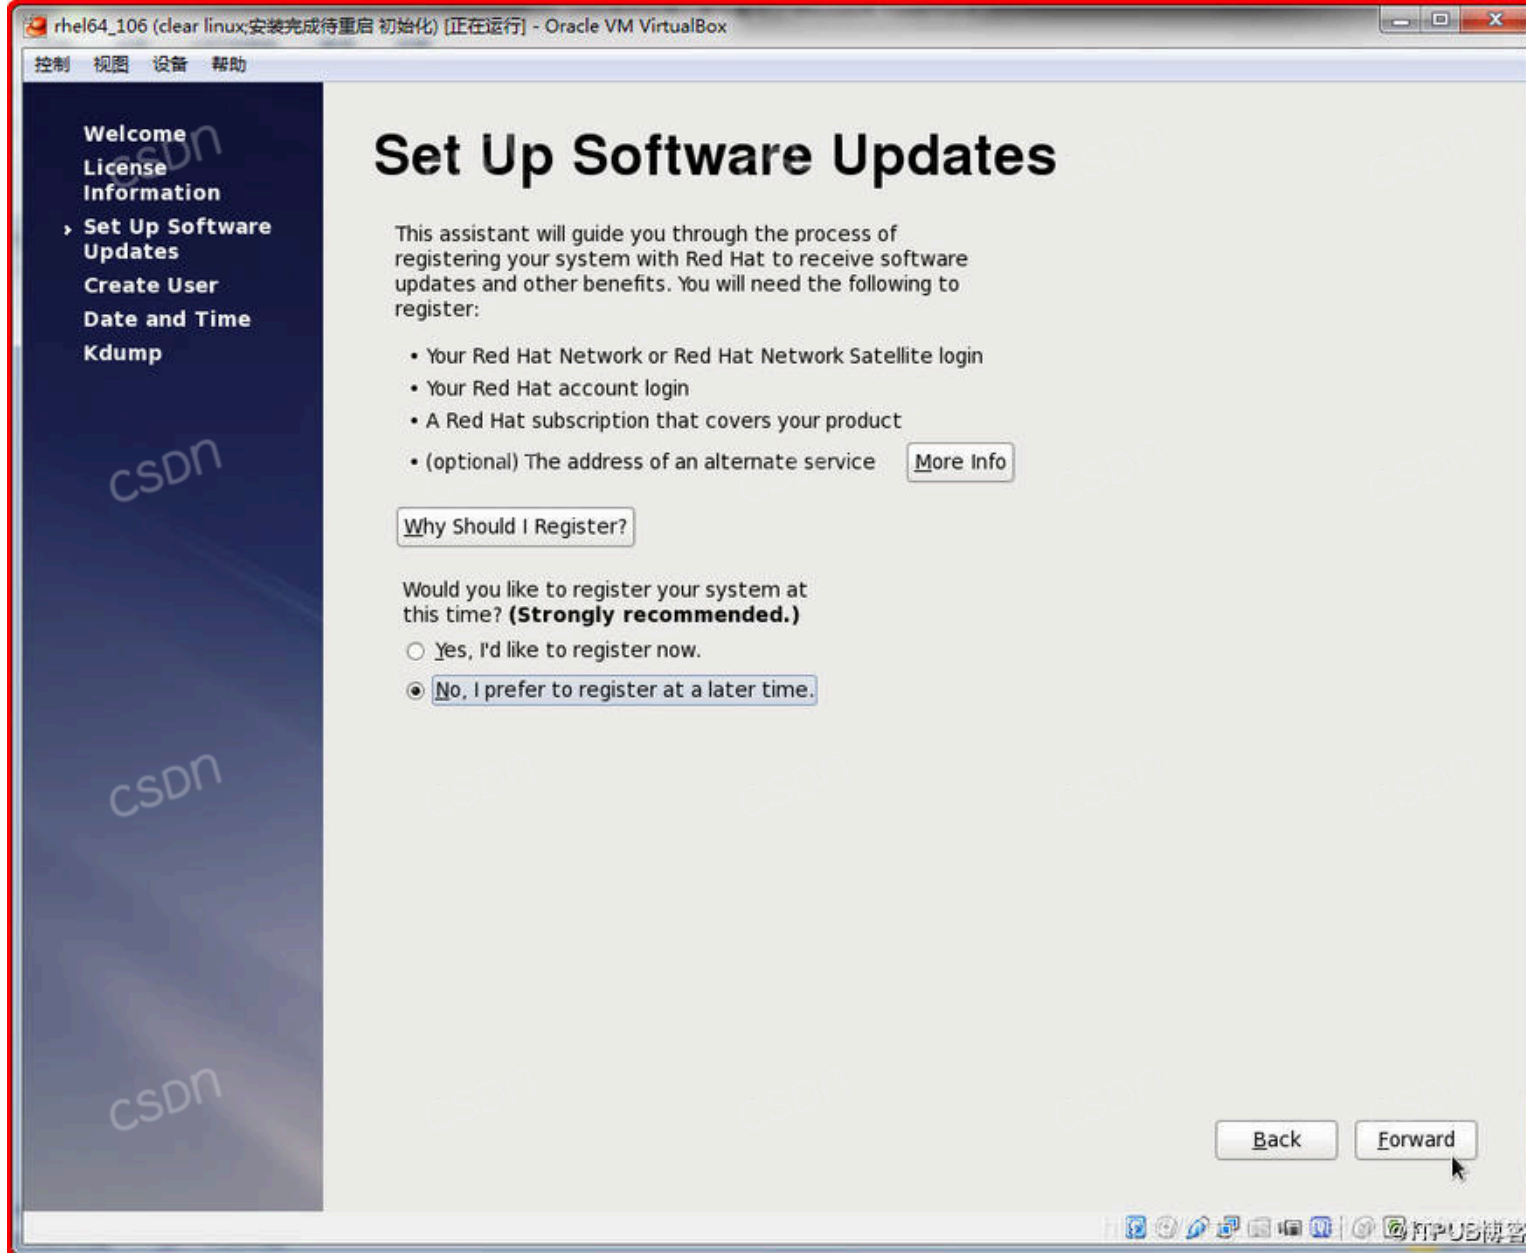 rhel64_106 (clear linux;安装完成待重启 初始化) [正在运行] - Oracle VM VirtualBox
控制 视图 设备 帮助
Welcome
License
Information
Set Up Software
Updates
Create User
Date and Time
Kdump
Set Up Software Updates
This assistant will guide you through the process of
registering your system with Red Hat to receive software
updates and other benefits. You will need the following to
register:
• Your Red Hat Network or Red Hat Network Satellite login
• Your Red Hat account login
• A Red Hat subscription that covers your product
• (optional) The address of an alternate service
More Info
Why Should I Register?
Would you like to register your system at
this time? (Strongly recommended.)
Yes, I'd like to register now.
No, I prefer to register at a later time.
Back Forward
CSDN
CSDN
CSDN
CSDN
@ITPUB博客